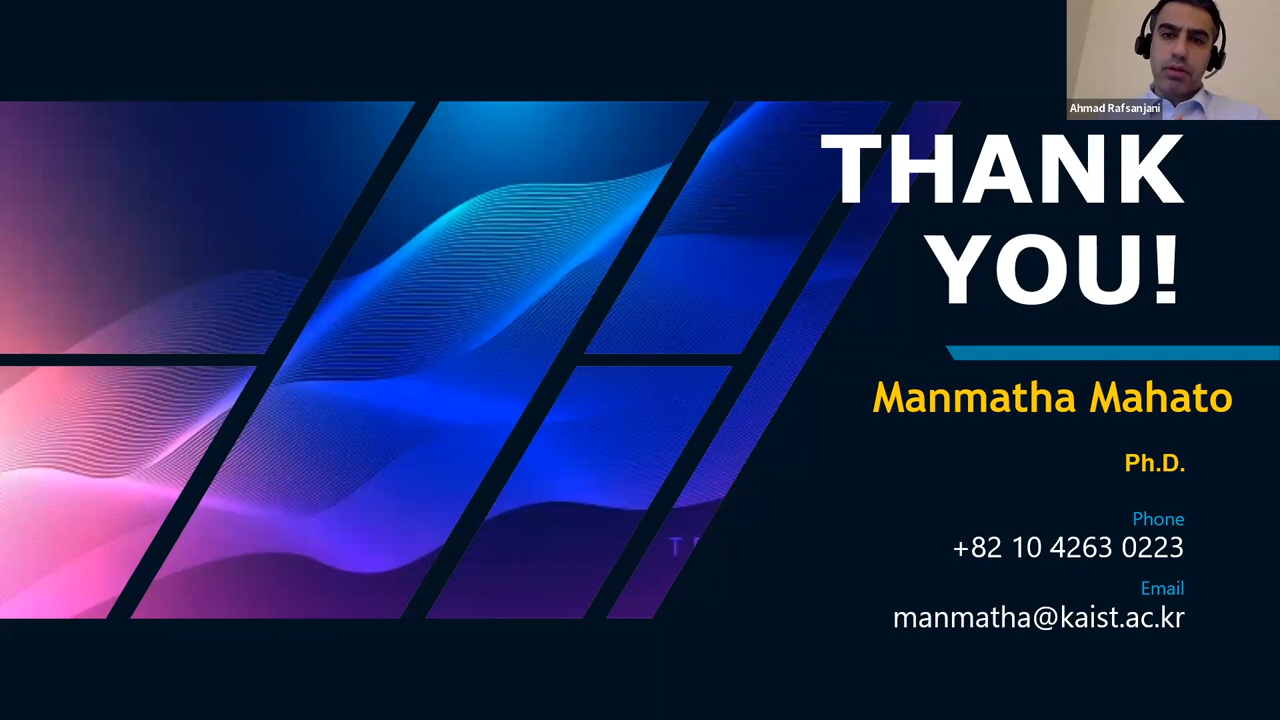 Ahmad Rafsanjani
THANK
YOU!
Manmatha Mahato
Ph.D.
Phone
+82 10 4263 0223
Email
manmatha@kaist.ac.kr